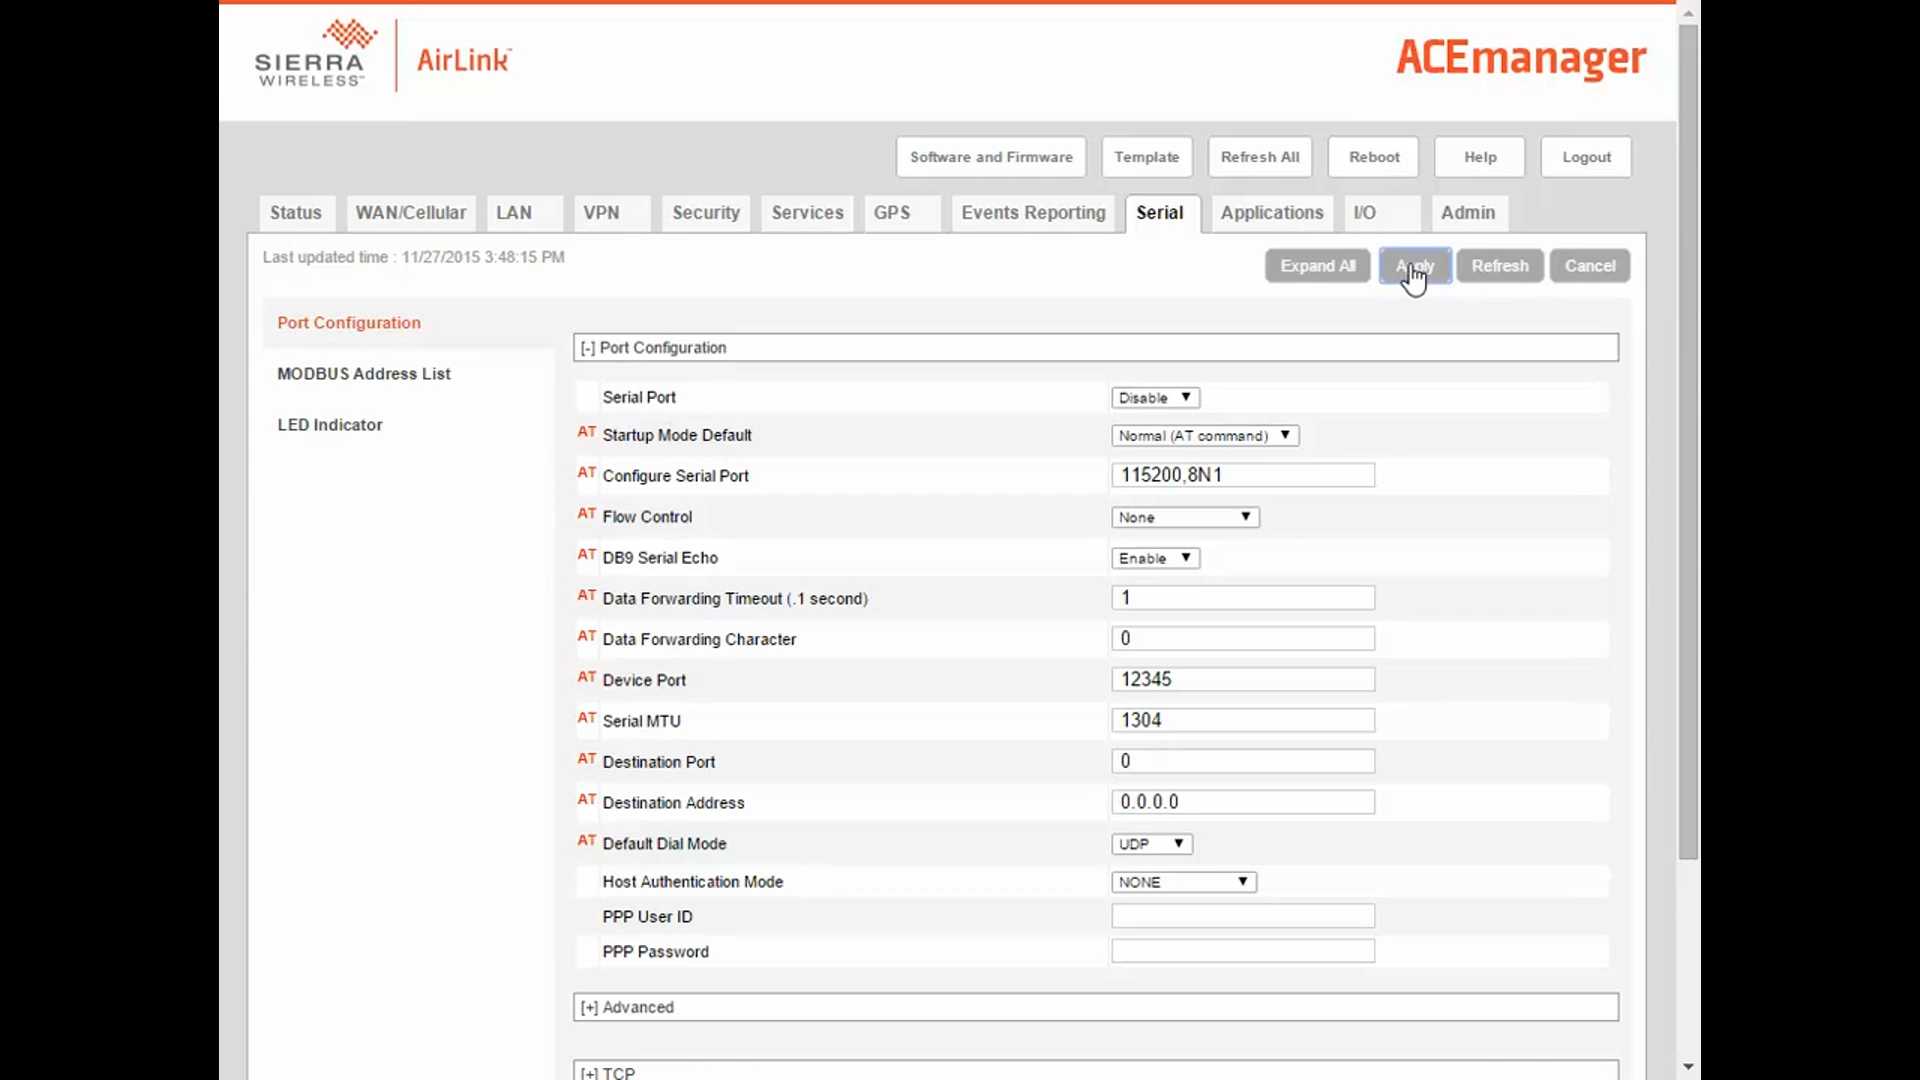 SIERRA
WIRELESS™
AirLink™
ACEmanager
Software and Firmware
Template
Refresh All
Reboot
Help
Logout
Status
WAN/Cellular
LAN
VPN
Security
Services
GPS
Events Reporting
Serial
Applications
I/O
Admin
Last updated time : 11/27/2015 3:48:15 PM
Expand All
Apply
Refresh
Cancel
Port Configuration
MODBUS Address List
LED Indicator
[-] Port Configuration
Serial Port Disable
AT Startup Mode Default Normal (AT command)
AT Configure Serial Port 115200,8N1
AT Flow Control None
AT DB9 Serial Echo Enable
AT Data Forwarding Timeout (.1 second) 1
AT Data Forwarding Character 0
AT Device Port 12345
AT Serial MTU 1304
AT Destination Port 0
AT Destination Address 0.0.0.0
AT Default Dial Mode UDP
Host Authentication Mode NONE
PPP User ID
PPP Password
[+] Advanced
[+] TCP